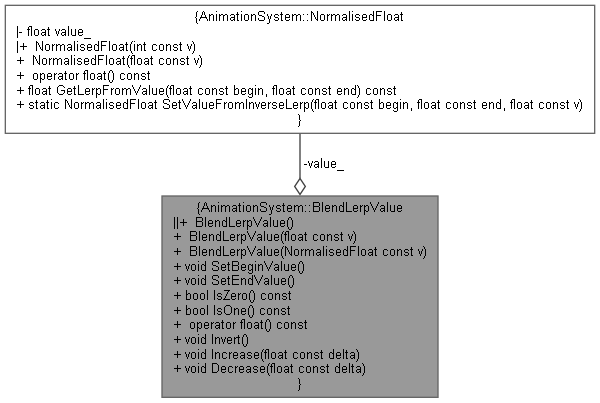 {AnimationSystem::NormalisedFloat
|- float value_
|+  NormalisedFloat(int const v)
+  NormalisedFloat(float const v)
+  operator float() const
+ float GetLerpFromValue(float const begin, float const end) const
+ static NormalisedFloat SetValueFromInverseLerp(float const begin, float const end, float const v)
}
-value_
{AnimationSystem::BlendLerpValue
||+  BlendLerpValue()
+  BlendLerpValue(float const v)
+  BlendLerpValue(NormalisedFloat const v)
+ void SetBeginValue()
+ void SetEndValue()
+ bool IsZero() const
+ bool IsOne() const
+  operator float() const
+ void Invert()
+ void Increase(float const delta)
+ void Decrease(float const delta)
}